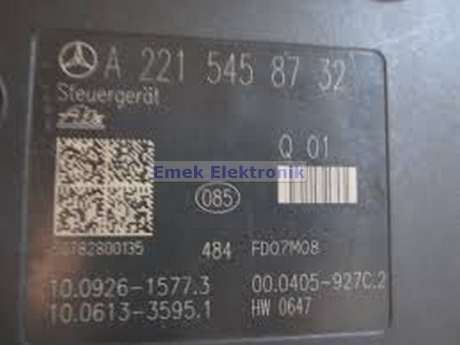 A 221 545 87 32
Steuergerät
Q 01
Emek Elektronik
085
484 FD07M08
10.0926-1577.3 00.0405-927C.2
10.0613-3595.1 HW 0647